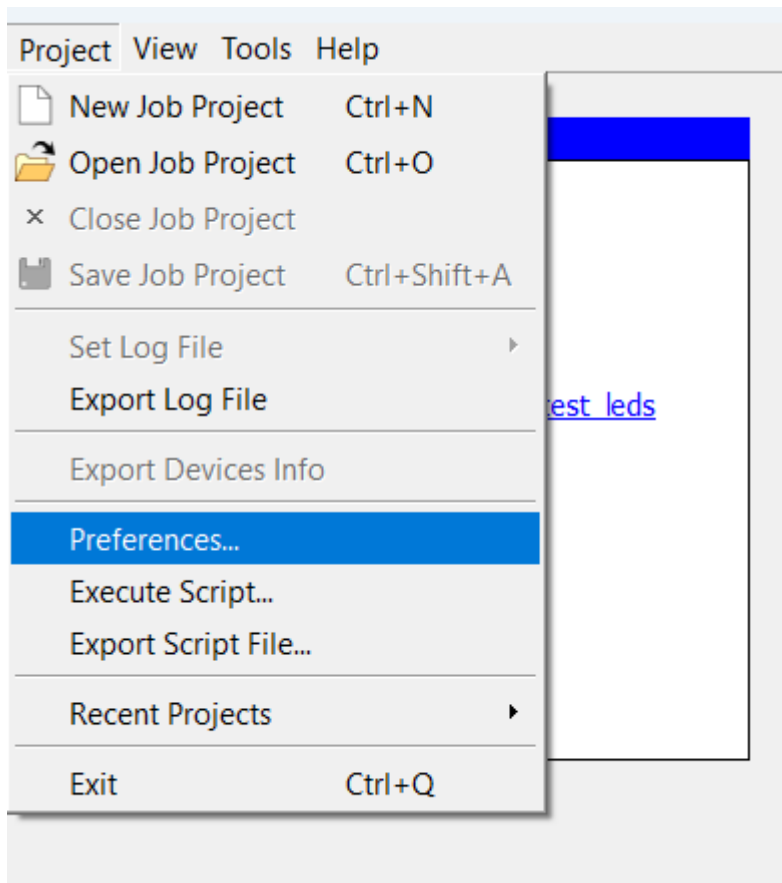 Project View Tools Help
New Job Project Ctrl+N
Open Job Project Ctrl+O
Close Job Project
Save Job Project Ctrl+Shift+A
Set Log File
Export Log File
est_leds
Export Devices Info
Preferences...
Execute Script...
Export Script File...
Recent Projects
Exit Ctrl+Q